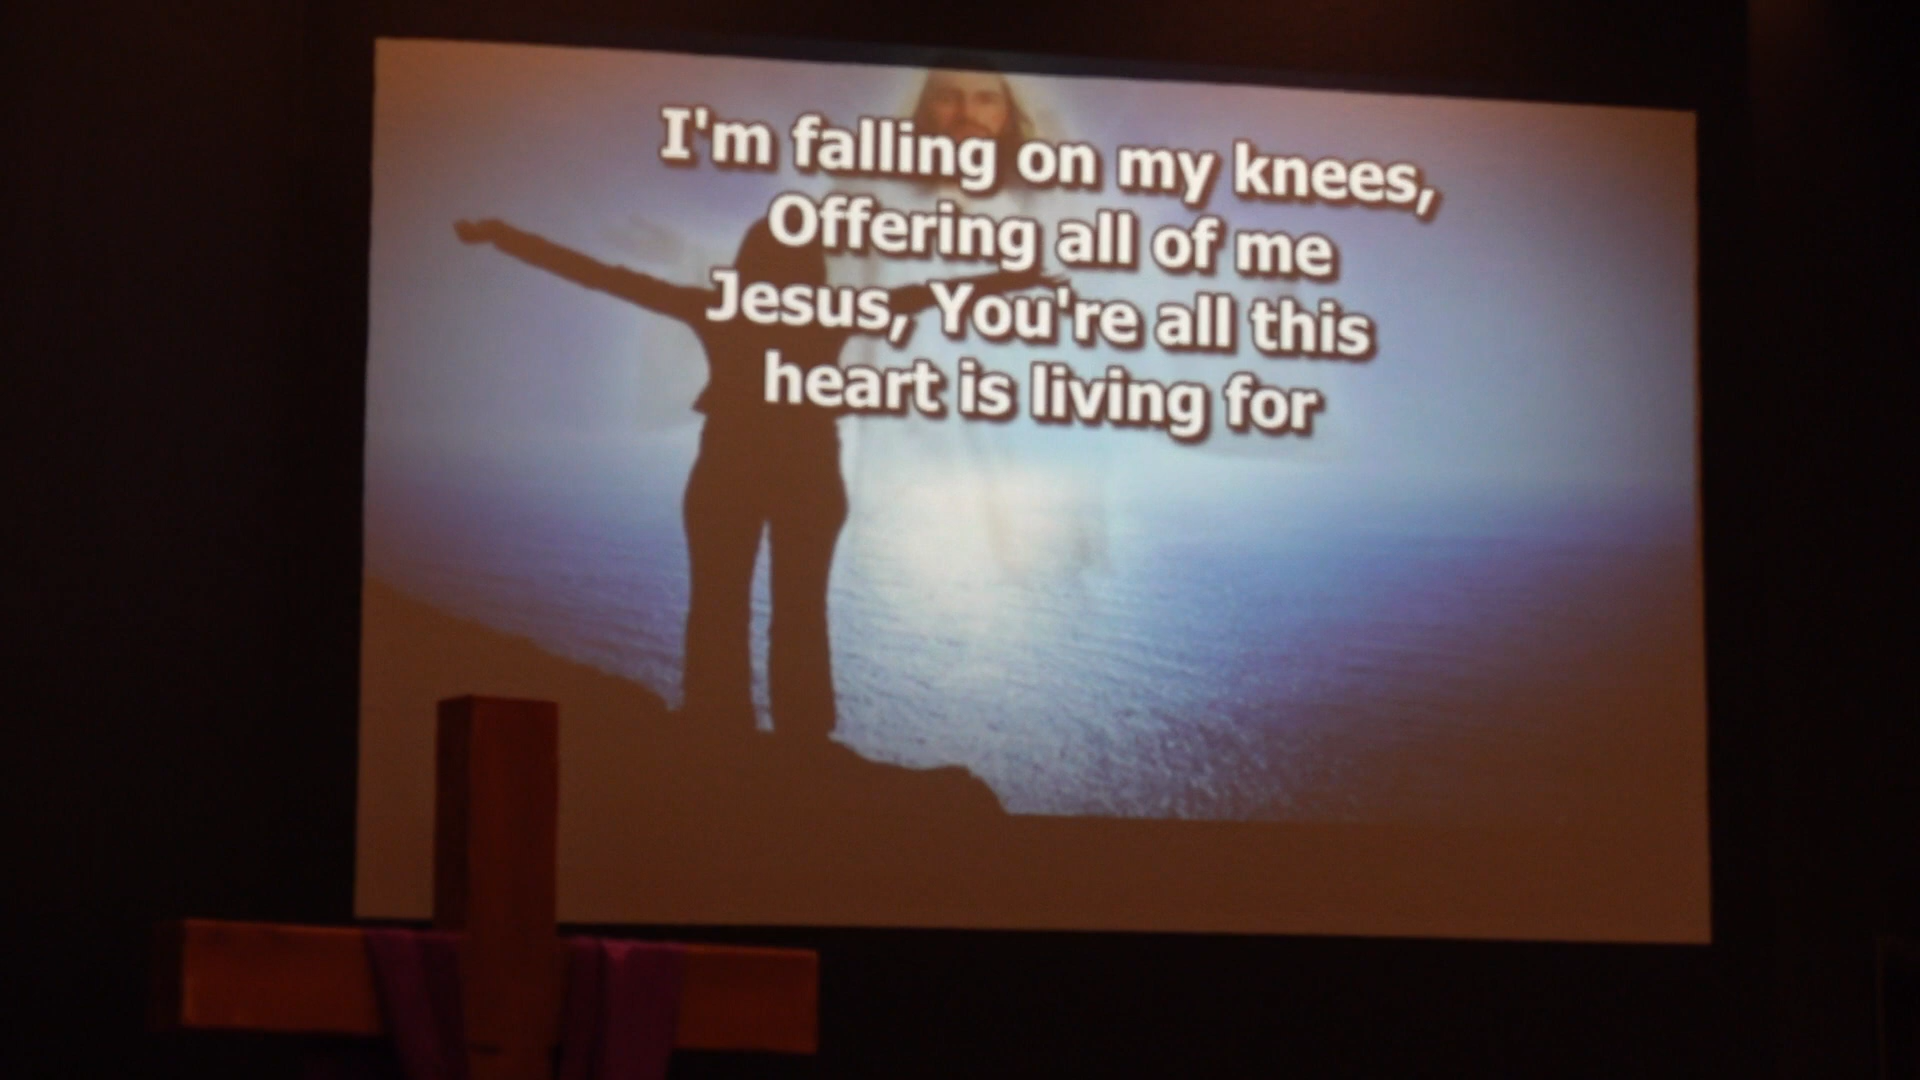 I'm falling on my knees,
Offering all of me
Jesus, You're all this
heart is living for